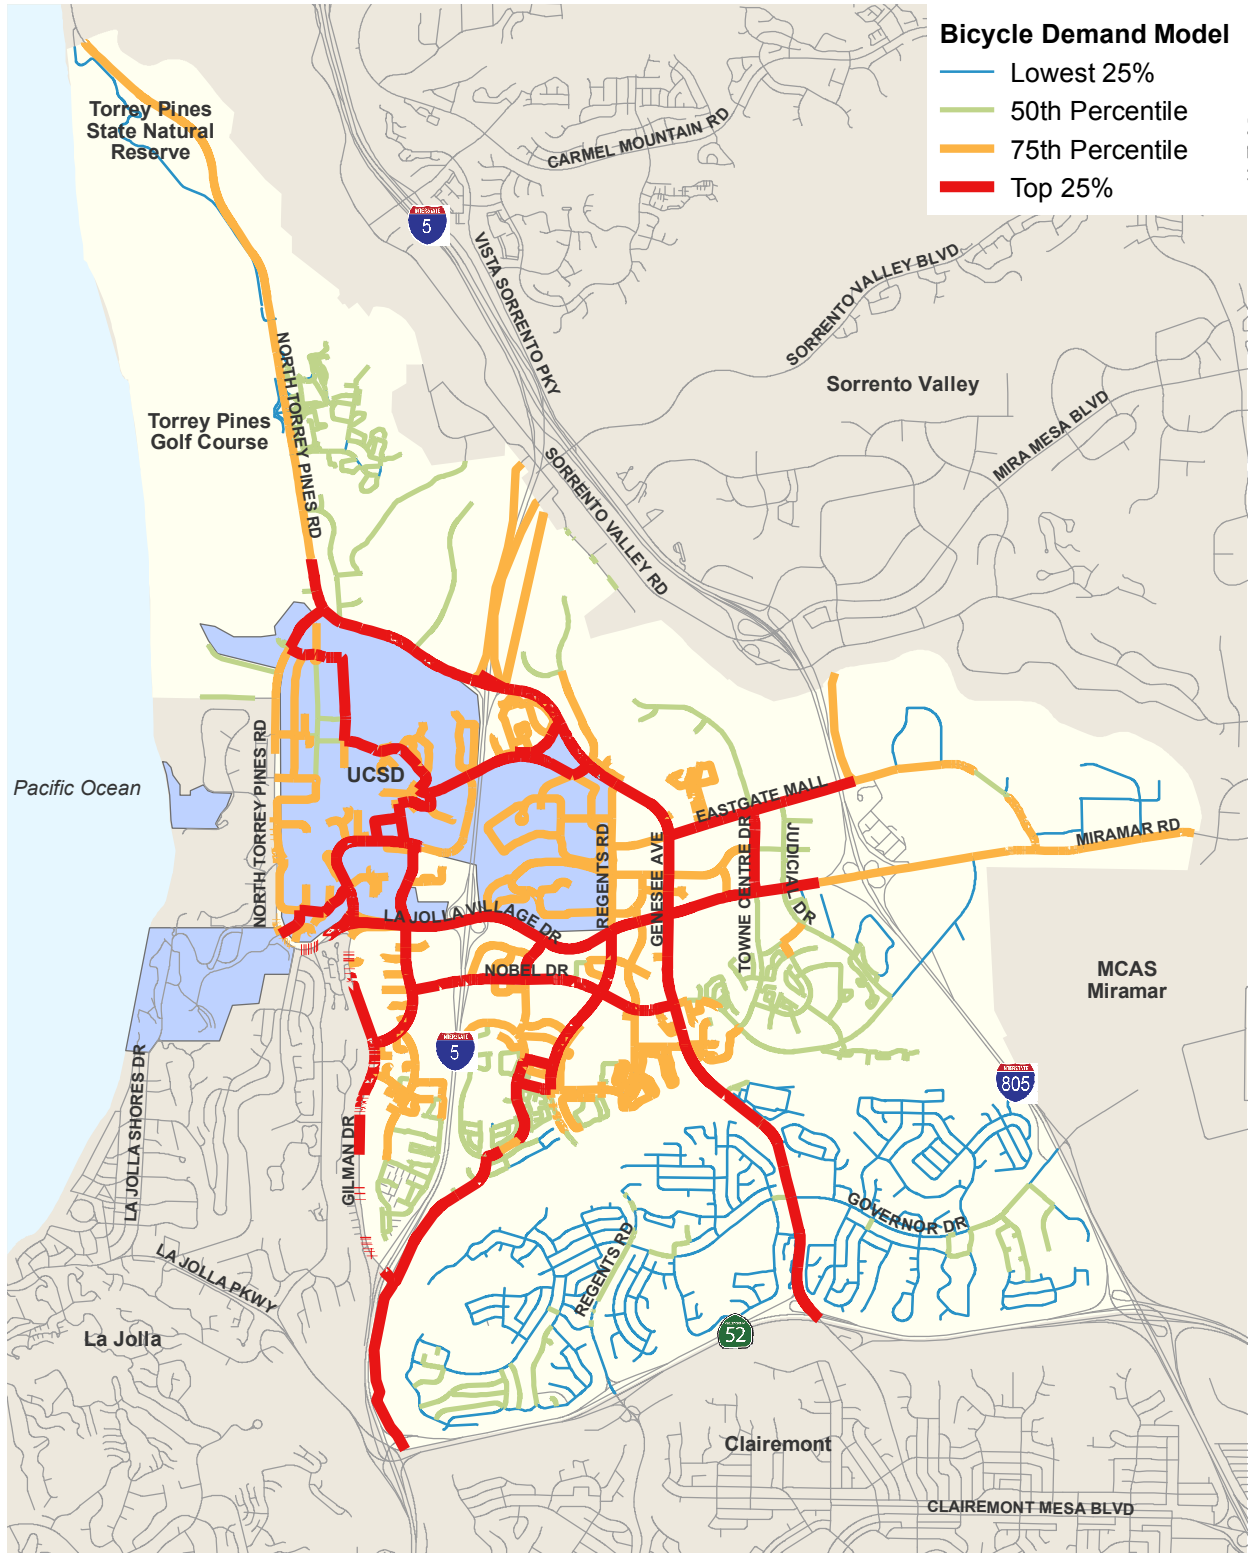 Bicycle Demand Model
Lowest 25%
50th Percentile
75th Percentile
Top 25%
Torrey Pines
State Natural
Reserve
CARMEL MOUNTAIN RD
INTERSTATE
5
VISTA SORRENTO PKY
SORRENTO VALLEY BLVD
Sorrento Valley
NORTH TORREY PINES RD
Torrey Pines
Golf Course
MIRA MESA BLVD
SORRENTO VALLEY RD
UCSD
Pacific Ocean
NORTH TORREY PINES RD
EASTGATE MALL
MIRAMAR RD
REGENTS RD
GENESEE AVE
TOWNE CENTRE DR
JUDICIAL DR
LA JOLLA VILLAGE DR
NOBEL DR
MCAS
Miramar
INTERSTATE
5
INTERSTATE
805
LA JOLLA SHORES DR
GILMAN DR
GOVERNOR DR
REGENTS RD
LA JOLLA PKWY
La Jolla
52
Clairemont
CLAIREMONT MESA BLVD